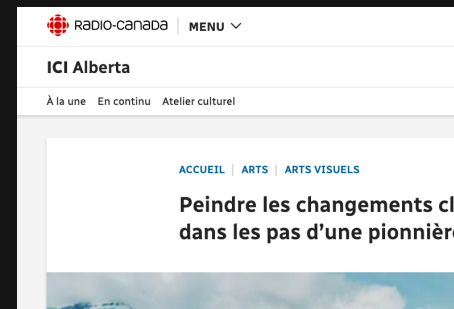 RADIO-CANADA MENU
ICI Alberta
À la une En continu Atelier culturel
ACCUEIL | ARTS | ARTS VISUELS
Peindre les changements
dans les pas d'une